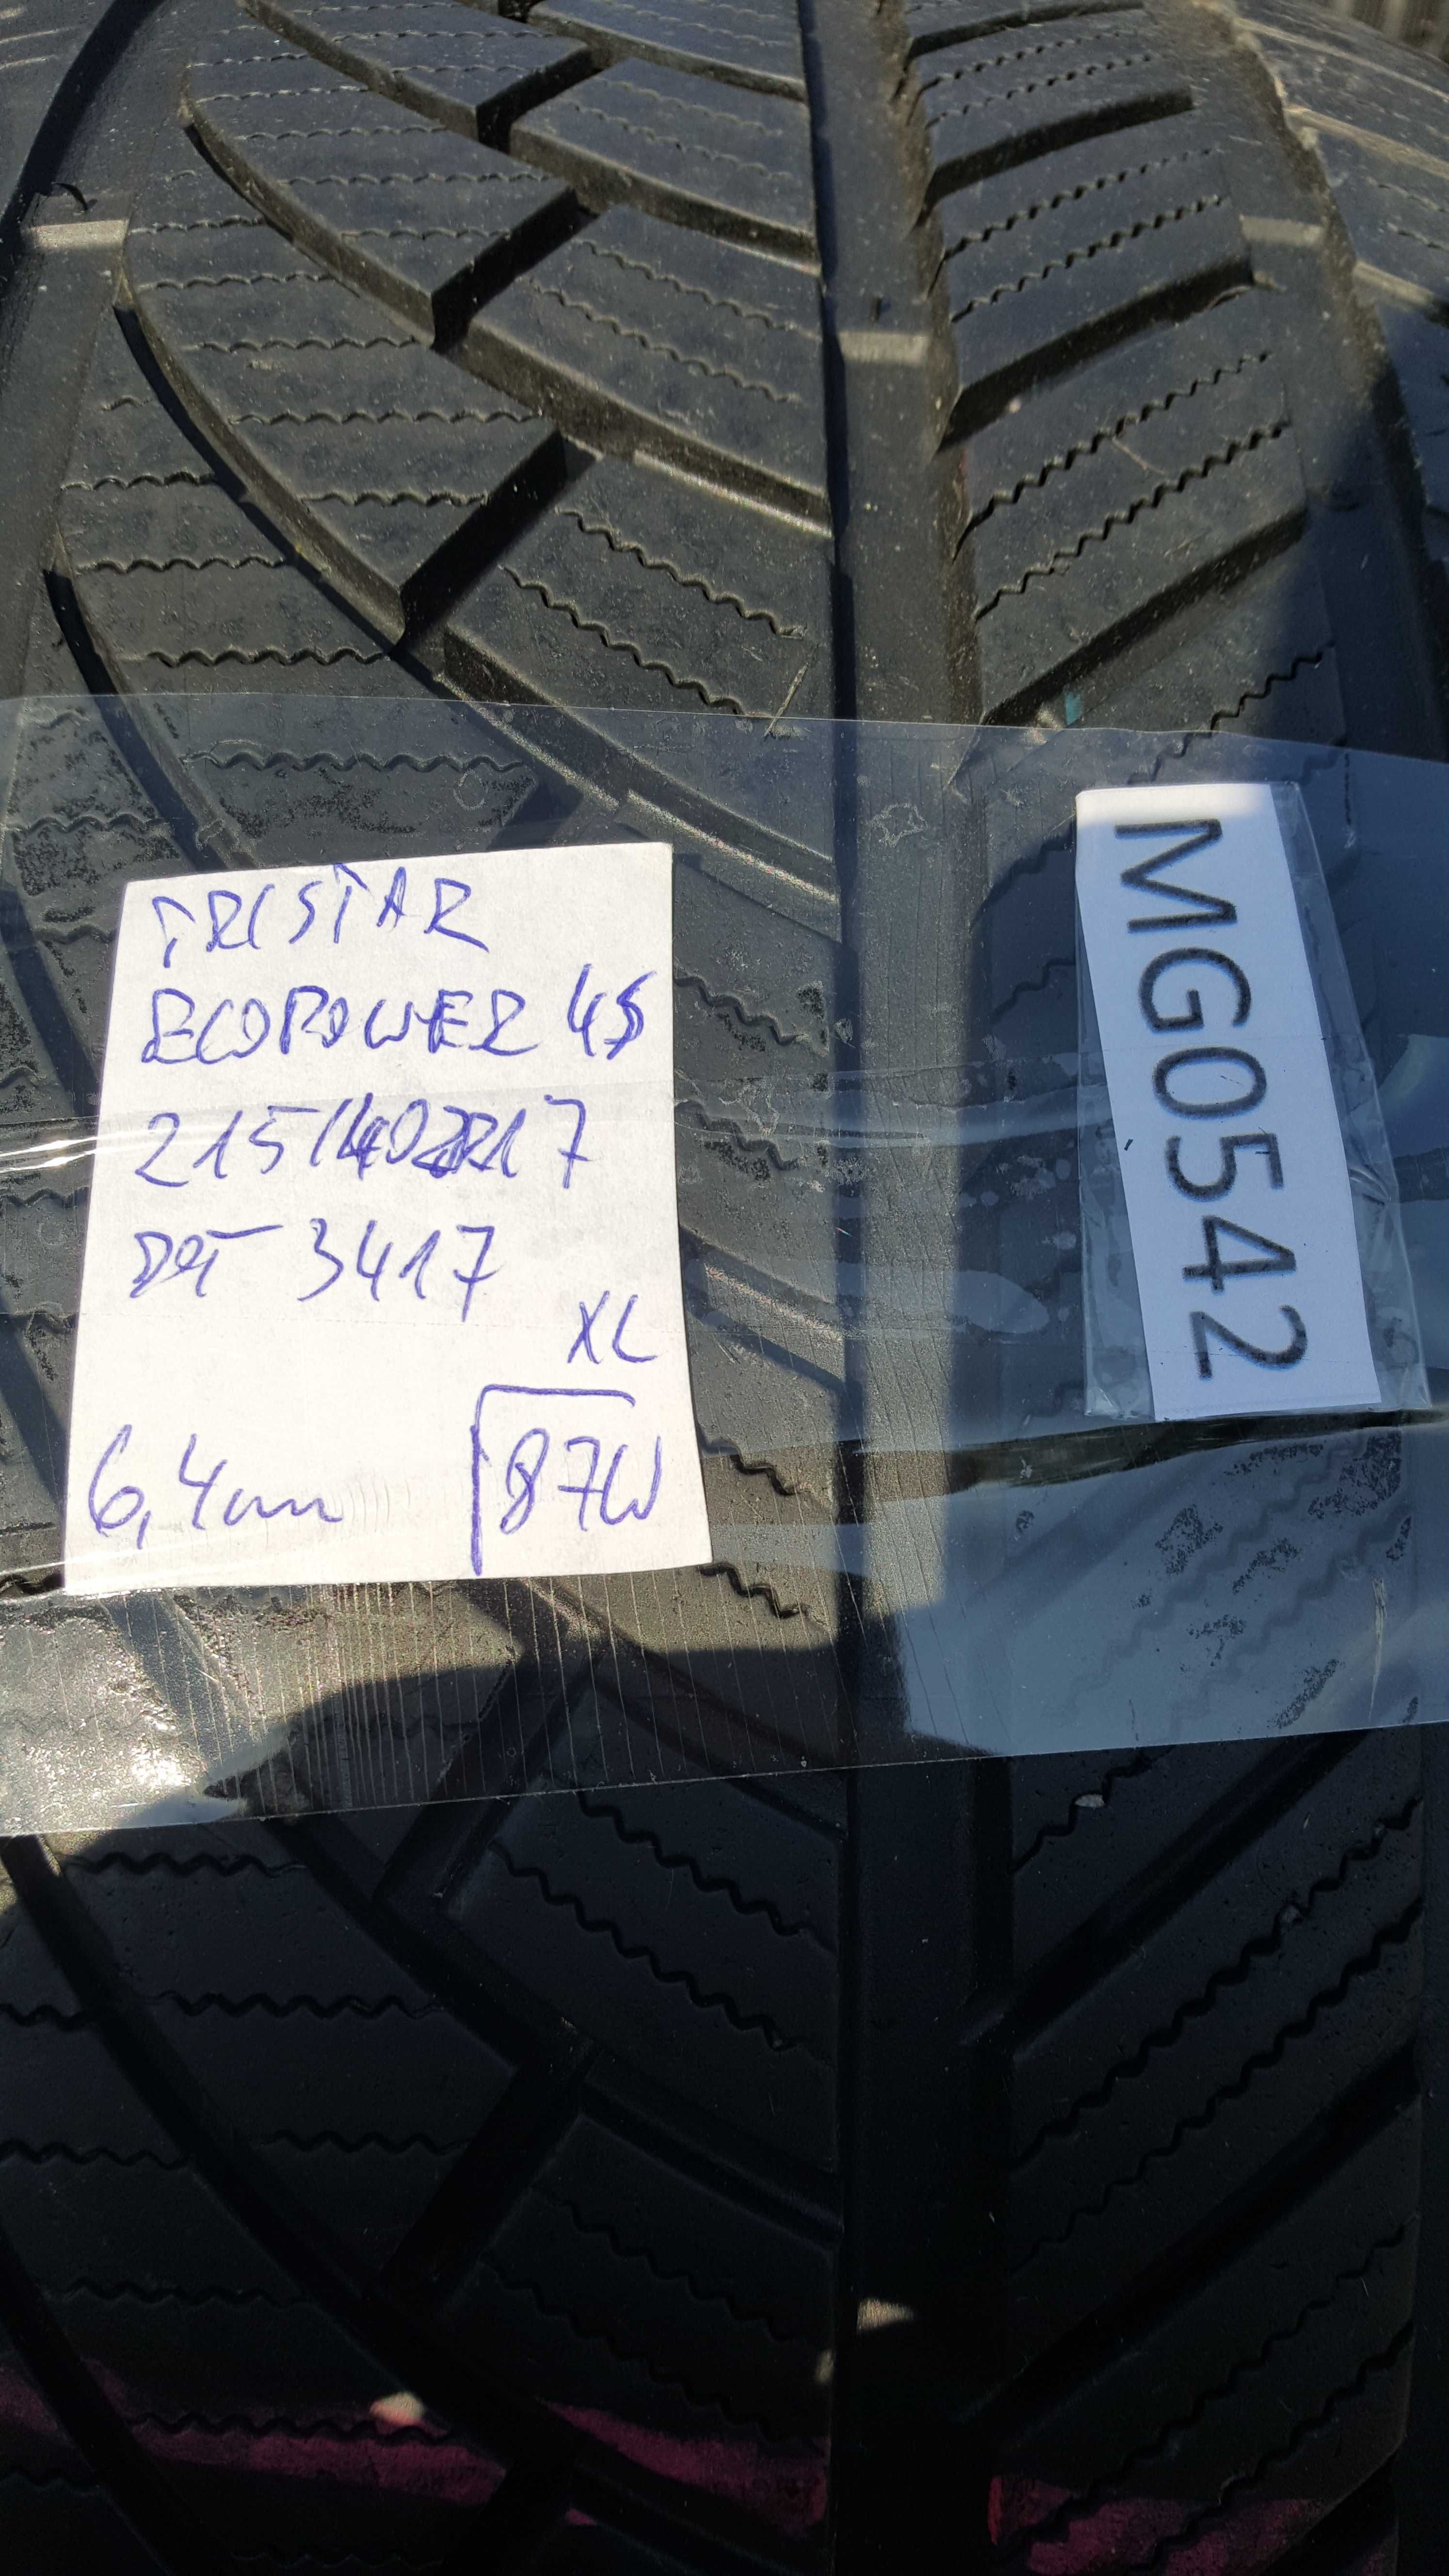 TRISTAR
ECOPOWER 4S
215/40ZR17
DOT 3417
XL
6,4mm 87W
MG0542